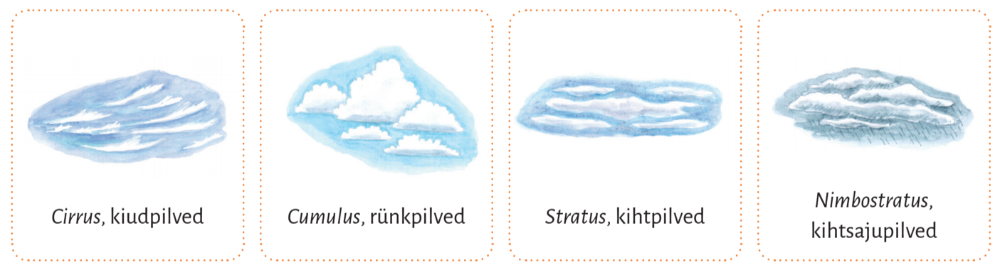 Cirrus, kiudpilved
Cumulus, rünkpilved
Stratus, kihtpilved
Nimbostratus,
kihtsajupilved